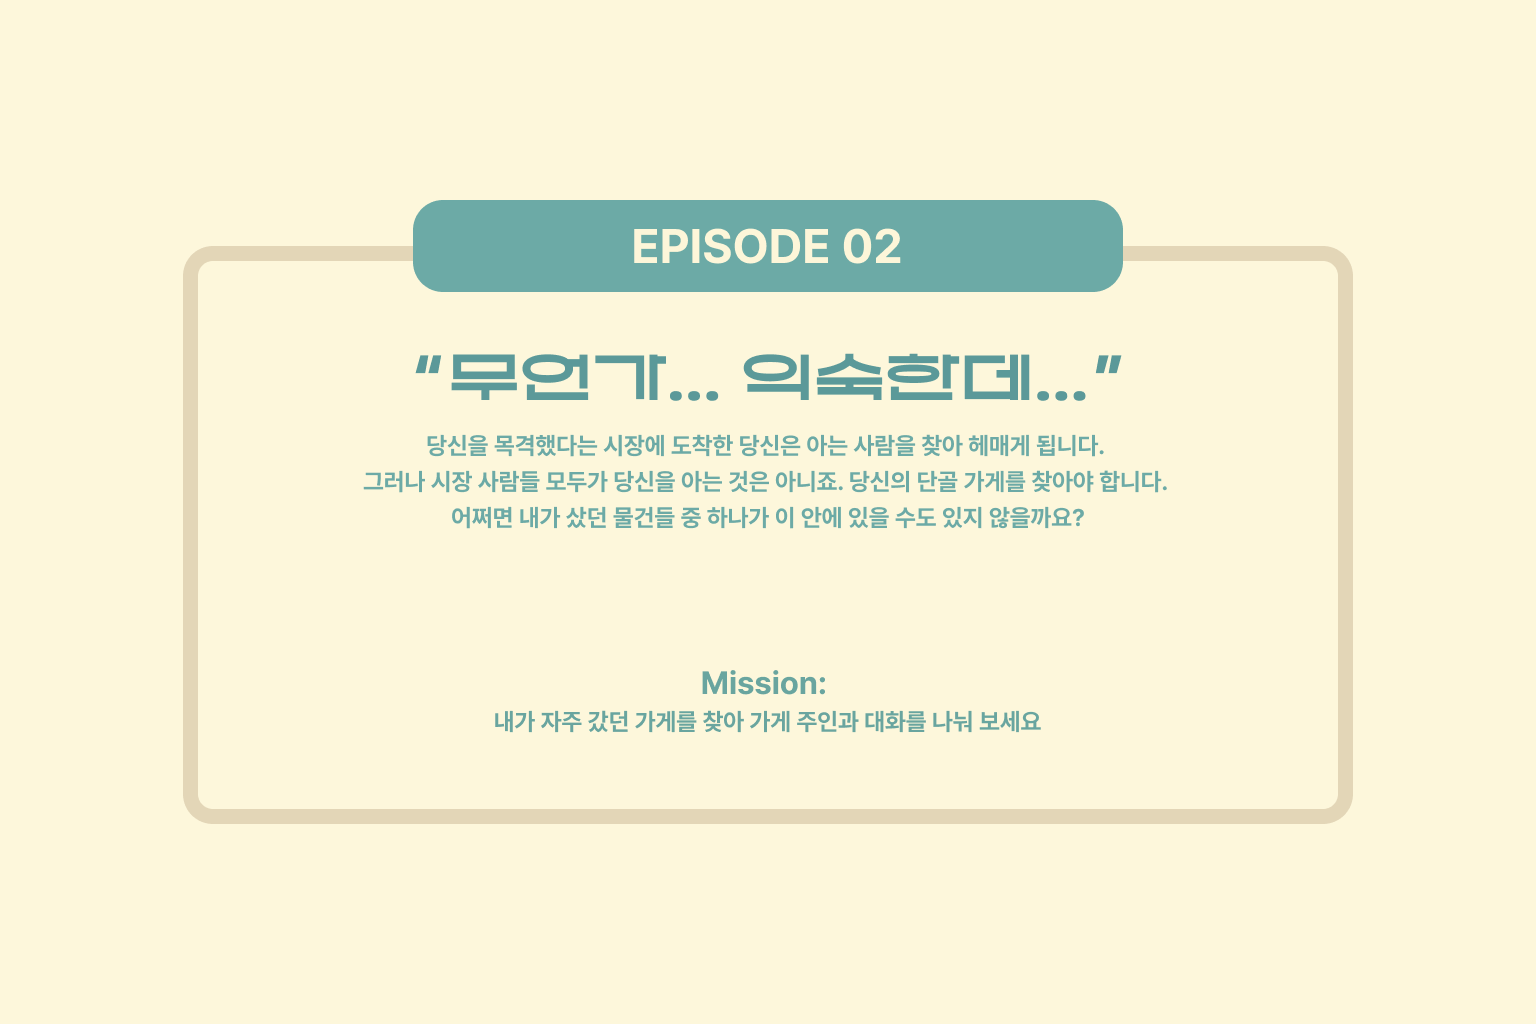 EPISODE 02
“무언가... 익숙한데...”
당신을 목격했다는 시장에 도착한 당신은 아는 사람을 찾아 헤매게 됩니다.
그러나 시장 사람들 모두가 당신을 아는 것은 아니죠. 당신의 단골 가게를 찾아야 합니다.
어쩌면 내가 샀던 물건들 중 하나가 이 안에 있을 수도 있지 않을까요?
Mission:
내가 자주 갔던 가게를 찾아 가게 주인과 대화를 나눠 보세요